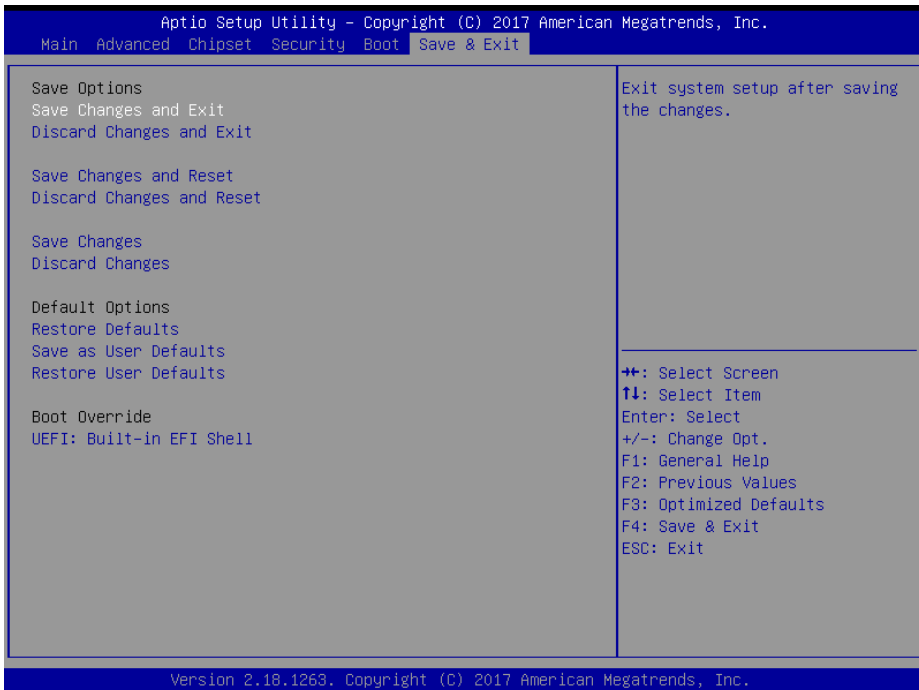 Aptio Setup Utility – Copyright (C) 2017 American Megatrends, Inc.
Main Advanced Chipset Security Boot Save & Exit
Save Options
Save Changes and Exit
Discard Changes and Exit
Save Changes and Reset
Discard Changes and Reset
Save Changes
Discard Changes
Default Options
Restore Defaults
Save as User Defaults
Restore User Defaults
Boot Override
UEFI: Built-in EFI Shell
Exit system setup after saving
the changes.
→←: Select Screen
↑↓: Select Item
Enter: Select
+/-: Change Opt.
F1: General Help
F2: Previous Values
F3: Optimized Defaults
F4: Save & Exit
ESC: Exit
Version 2.18.1263. Copyright (C) 2017 American Megatrends, Inc.